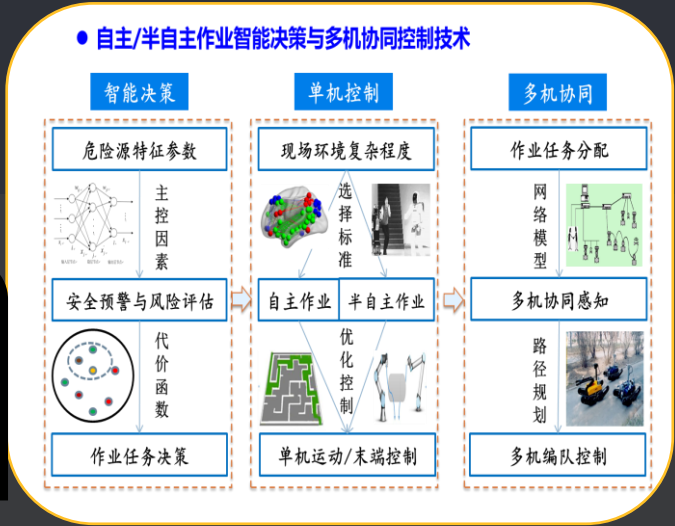 自主/半自主作业智能决策与多机协同控制技术
智能决策
单机控制
多机协同
危险源特征参数
主控因素
安全预警与风险评估
代价函数
作业任务决策
现场环境复杂程度
选择标准
自主作业
半自主作业
优化控制
单机运动/末端控制
作业任务分配
网络模型
多机协同感知
路径规划
多机编队控制